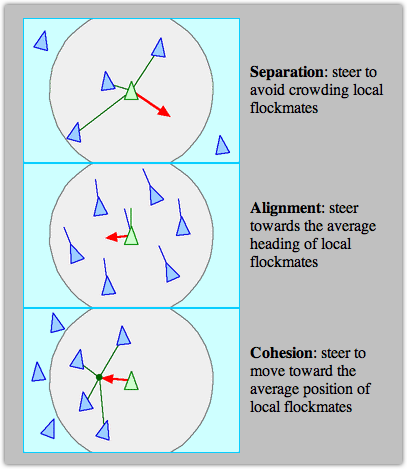 Separation: steer to
avoid crowding local
flockmates
Alignment: steer
towards the average
heading of local
flockmates
Cohesion: steer to
move toward the
average position of
local flockmates